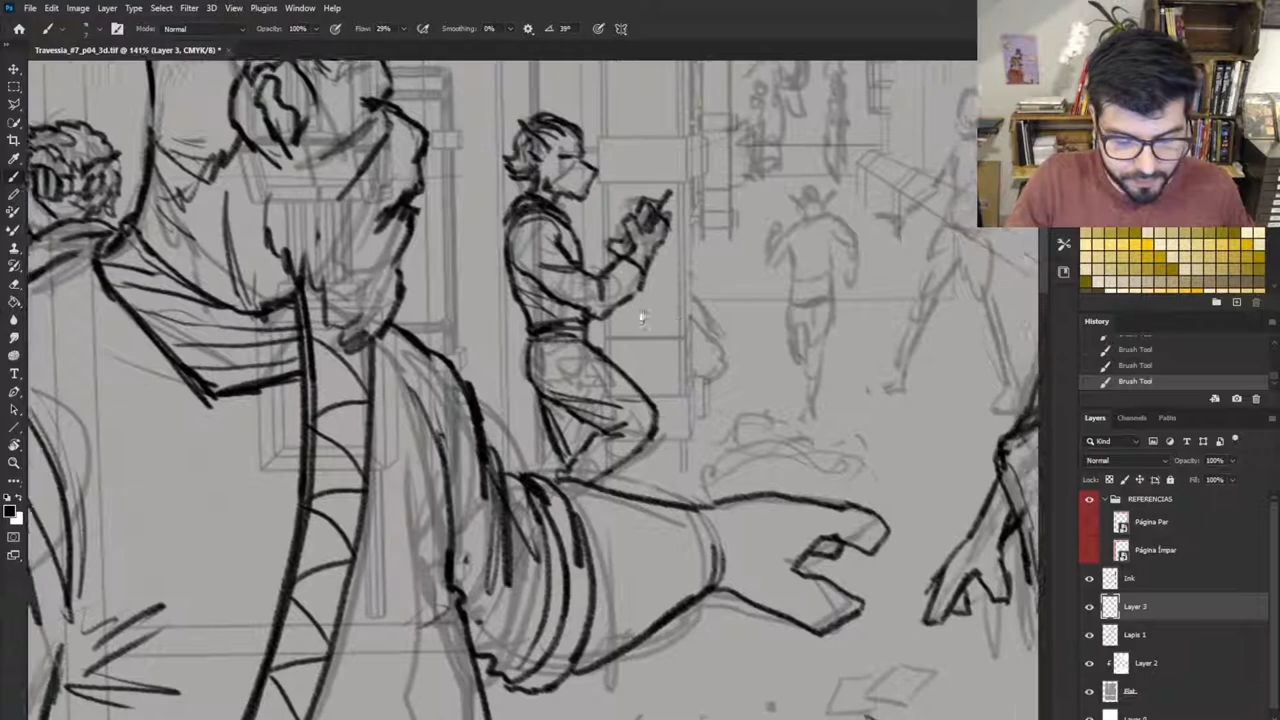 File Edit Image Layer Type Select Filter 3D View Plugins Window Help
Mode: Normal Opacity: 100% Flow: 29% Smoothing: 0% 39°
Travessia_#7_p04_3d.tif @ 141% (Layer 3, CMYK/8) *
History
Brush Tool
Brush Tool
Brush Tool
Layers Channels Paths
Kind
Normal Opacity: 100%
Lock: Fill: 100%
REFERENCIAS
Página Par
Página Ímpar
Ink
Layer 3
Lapis 1
Layer 2
Flat